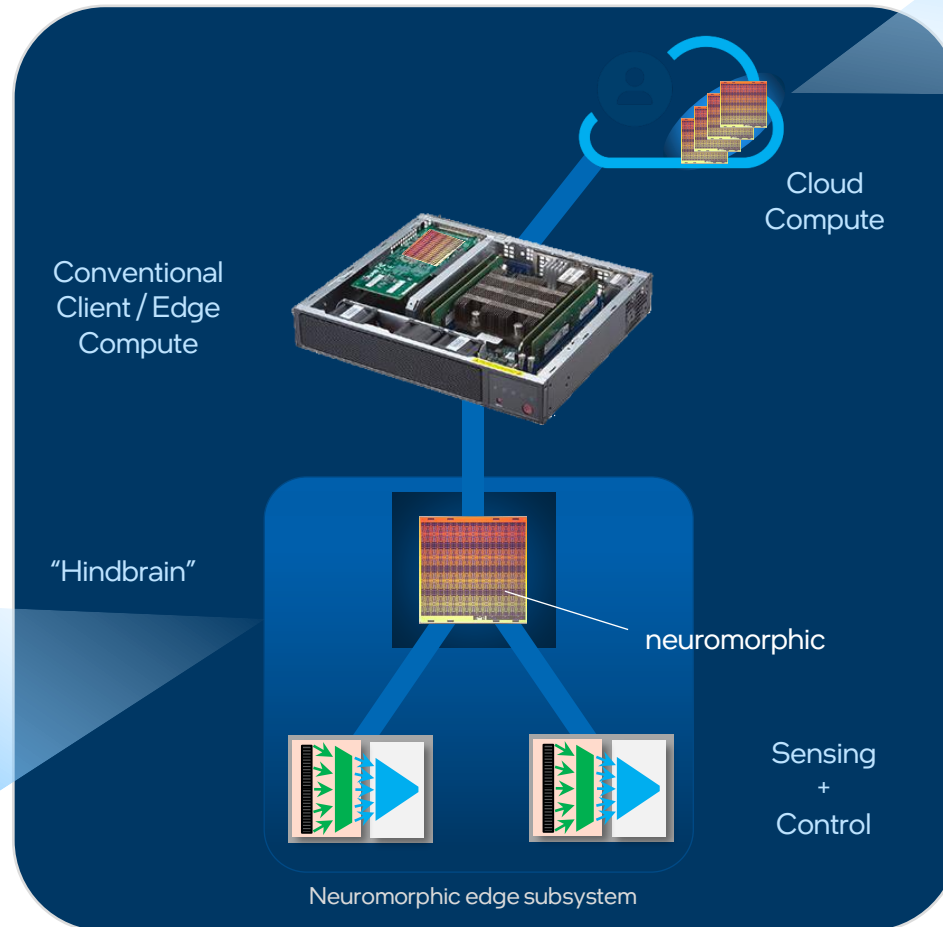 Cloud
Compute
Conventional
Client / Edge
Compute
“Hindbrain”
neuromorphic
Sensing
+
Control
Neuromorphic edge subsystem